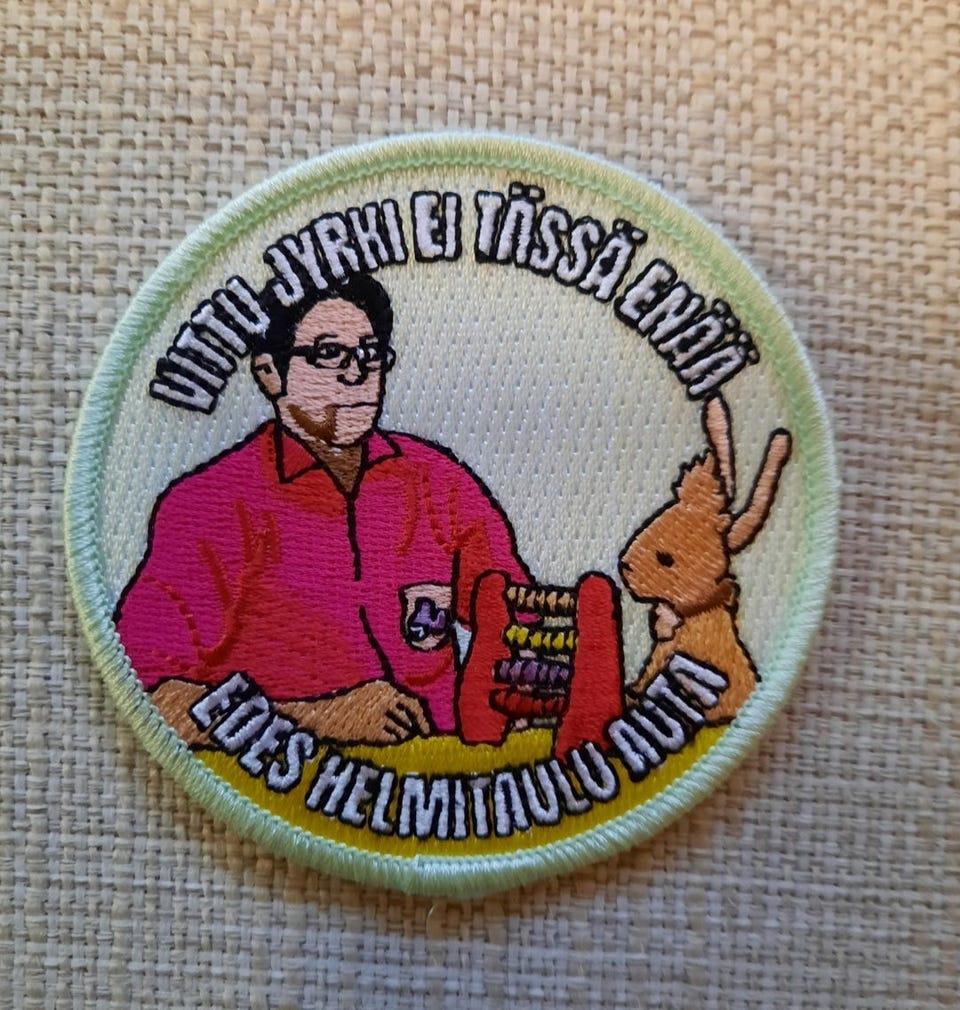 VITTU JYRKI EI TÄSSÄ ENÄÄ
EDES HELMITAULU AUTA